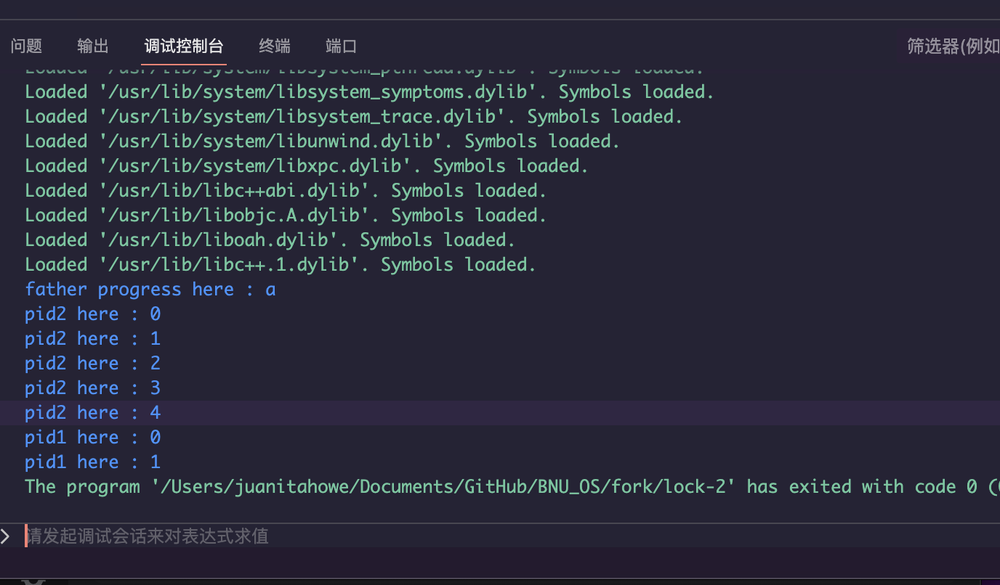 问题 输出 调试控制台 终端 端口 筛选器(例如
Loaded '/usr/lib/system/libsystem_pthread.dylib'. Symbols loaded.
Loaded '/usr/lib/system/libsystem_symptoms.dylib'. Symbols loaded.
Loaded '/usr/lib/system/libsystem_trace.dylib'. Symbols loaded.
Loaded '/usr/lib/system/libunwind.dylib'. Symbols loaded.
Loaded '/usr/lib/system/libxpc.dylib'. Symbols loaded.
Loaded '/usr/lib/libc++abi.dylib'. Symbols loaded.
Loaded '/usr/lib/libobjc.A.dylib'. Symbols loaded.
Loaded '/usr/lib/liboah.dylib'. Symbols loaded.
Loaded '/usr/lib/libc++.1.dylib'. Symbols loaded.
father progress here : a
pid2 here : 0
pid2 here : 1
pid2 here : 2
pid2 here : 3
pid2 here : 4
pid1 here : 0
pid1 here : 1
The program '/Users/juanitahowe/Documents/GitHub/BNU_OS/fork/lock-2' has exited with code 0 (
请发起调试会话来对表达式求值